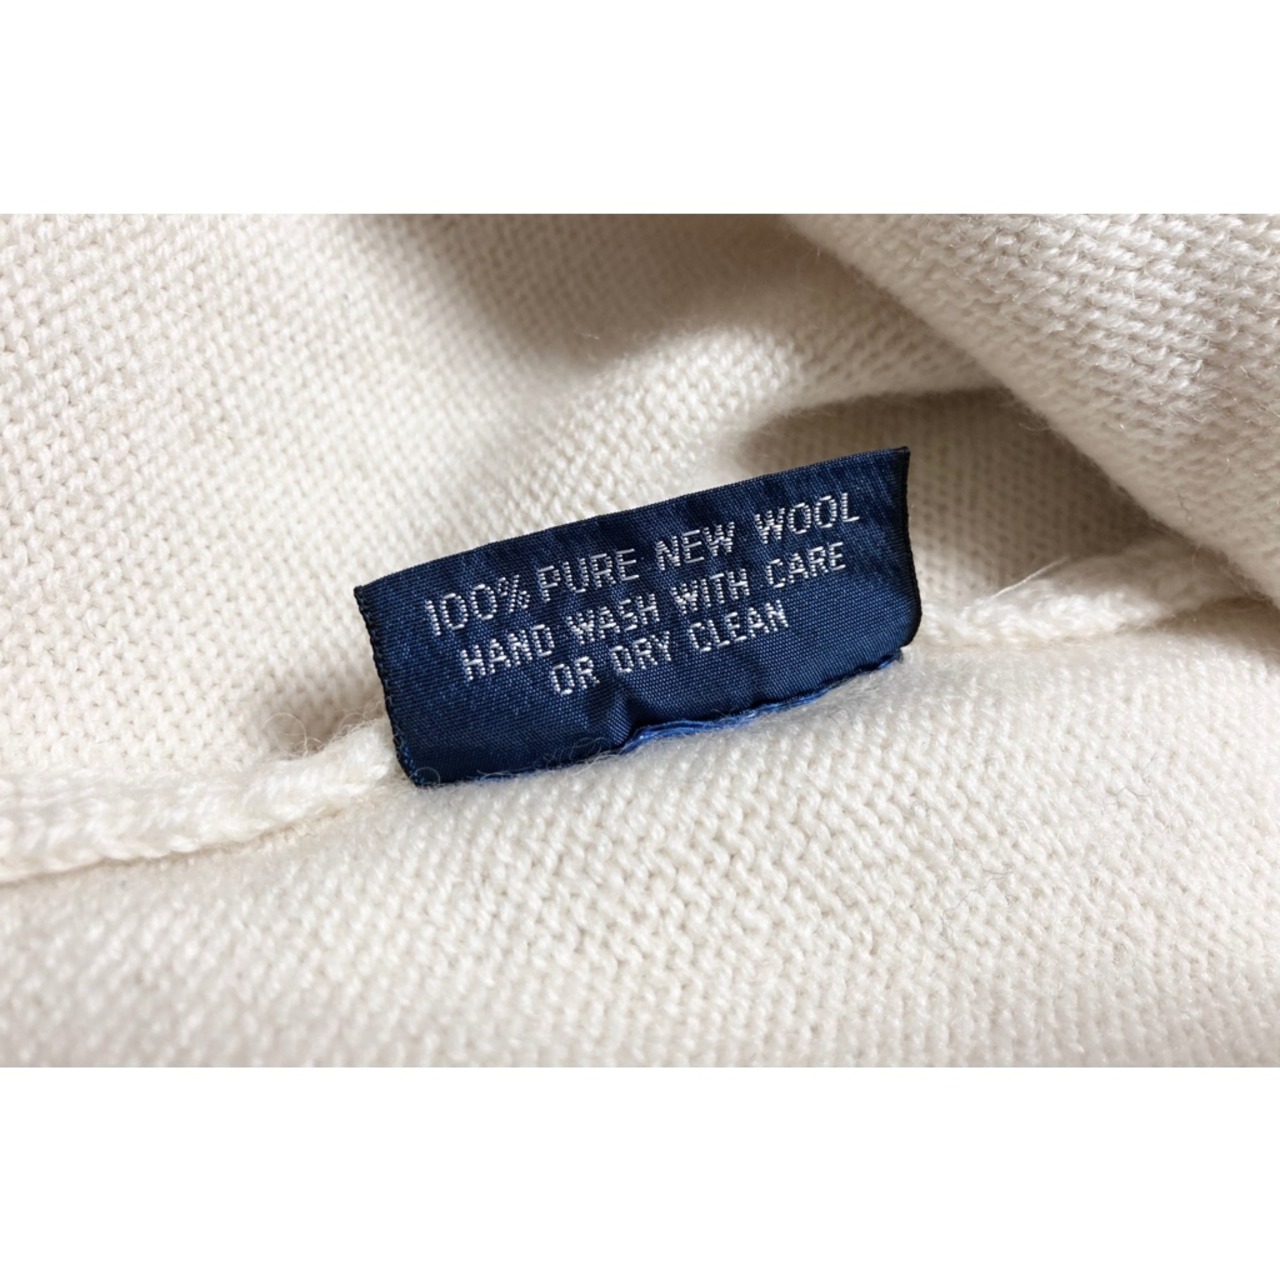 100% PURE NEW WOOL
HAND WASH WITH CARE
OR DRY CLEAN